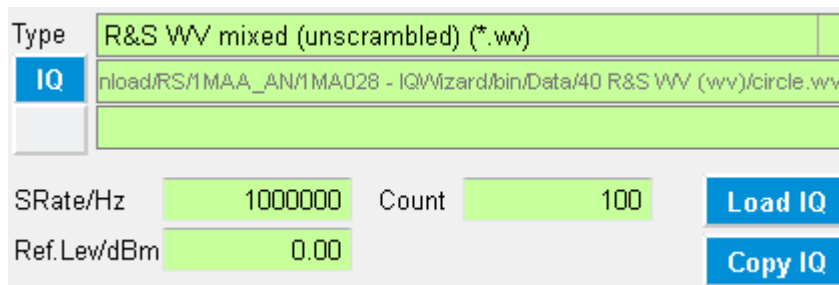 Type R&S WV mixed (unscrambled) (*.wv)
IQ nload/RS/1MAA_AN/1MA028 - IQWizard/bin/Data/40 R&S WV (wv)/circle.wv
SRate/Hz 1000000 Count 100 Load IQ
Ref.Lev/dBm 0.00
Copy IQ